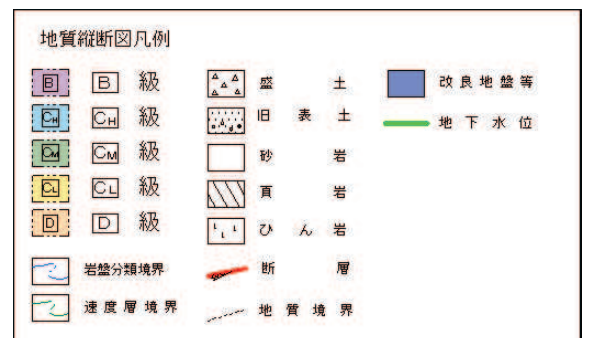 地質縦断図凡例
B B 級
CH CH 級
CM CM 級
CL CL 級
D D 級
岩盤分類境界
速度層境界
盛土
旧表土
砂岩
頁岩
ひん岩
断層
地質境界
改良地盤等
地下水位